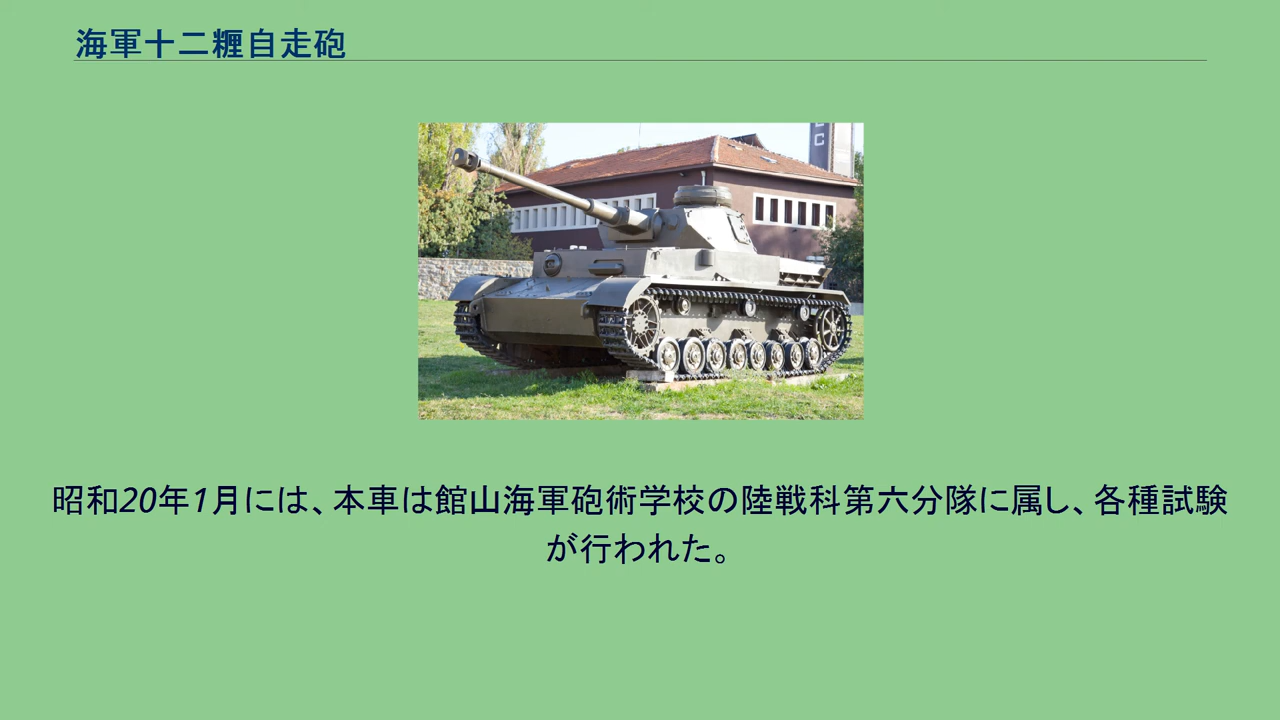 海軍十二糎自走砲
昭和20年1月には、本車は館山海軍砲術学校の陸戦科第六分隊に属し、各種試験
が行われた。